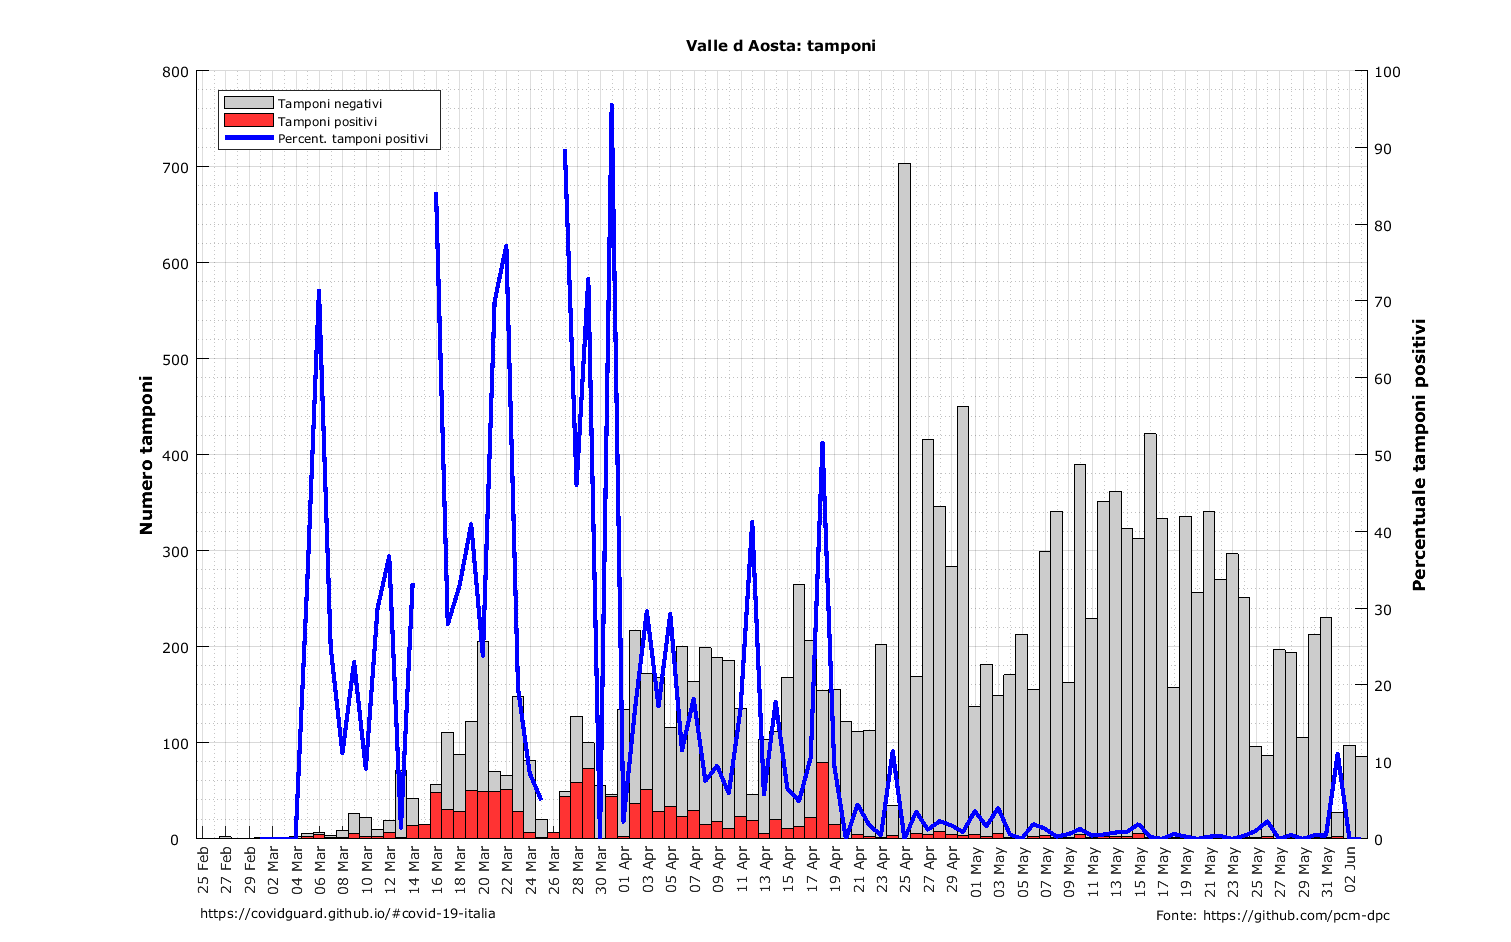 Valle d Aosta: tamponi
Tamponi negativi
Tamponi positivi
Percent. tamponi positivi
Numero tamponi
0
100
200
300
400
500
600
700
800
Percentuale tamponi positivi
0
10
20
30
40
50
60
70
80
90
100
25 Feb
27 Feb
29 Feb
02 Mar
04 Mar
06 Mar
08 Mar
10 Mar
12 Mar
14 Mar
16 Mar
18 Mar
20 Mar
22 Mar
24 Mar
26 Mar
28 Mar
30 Mar
01 Apr
03 Apr
05 Apr
07 Apr
09 Apr
11 Apr
13 Apr
15 Apr
17 Apr
19 Apr
21 Apr
23 Apr
25 Apr
27 Apr
29 Apr
01 May
03 May
05 May
07 May
09 May
11 May
13 May
15 May
17 May
19 May
21 May
23 May
25 May
27 May
29 May
31 May
02 Jun
https://covidguard.github.io/#covid-19-italia
Fonte: https://github.com/pcm-dpc